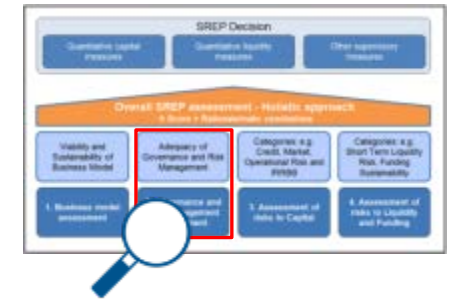 SREP Decision
Quantitative capital
measures
Quantitative liquidity
measures
Other supervisory
measures
Overall SREP assessment - Holistic approach
Viability and
Sustainability of
Business Model
Adequacy of
Governance and Risk
Management
Categories: e.g.
Credit, Market,
Operational Risk and
IRRBB
Categories: e.g.
Short Term Liquidity
Risk, Funding
Sustainability
1. Business model
assessment
3. Assessment of
risks to Capital
4. Assessment of
risks to Liquidity
and Funding